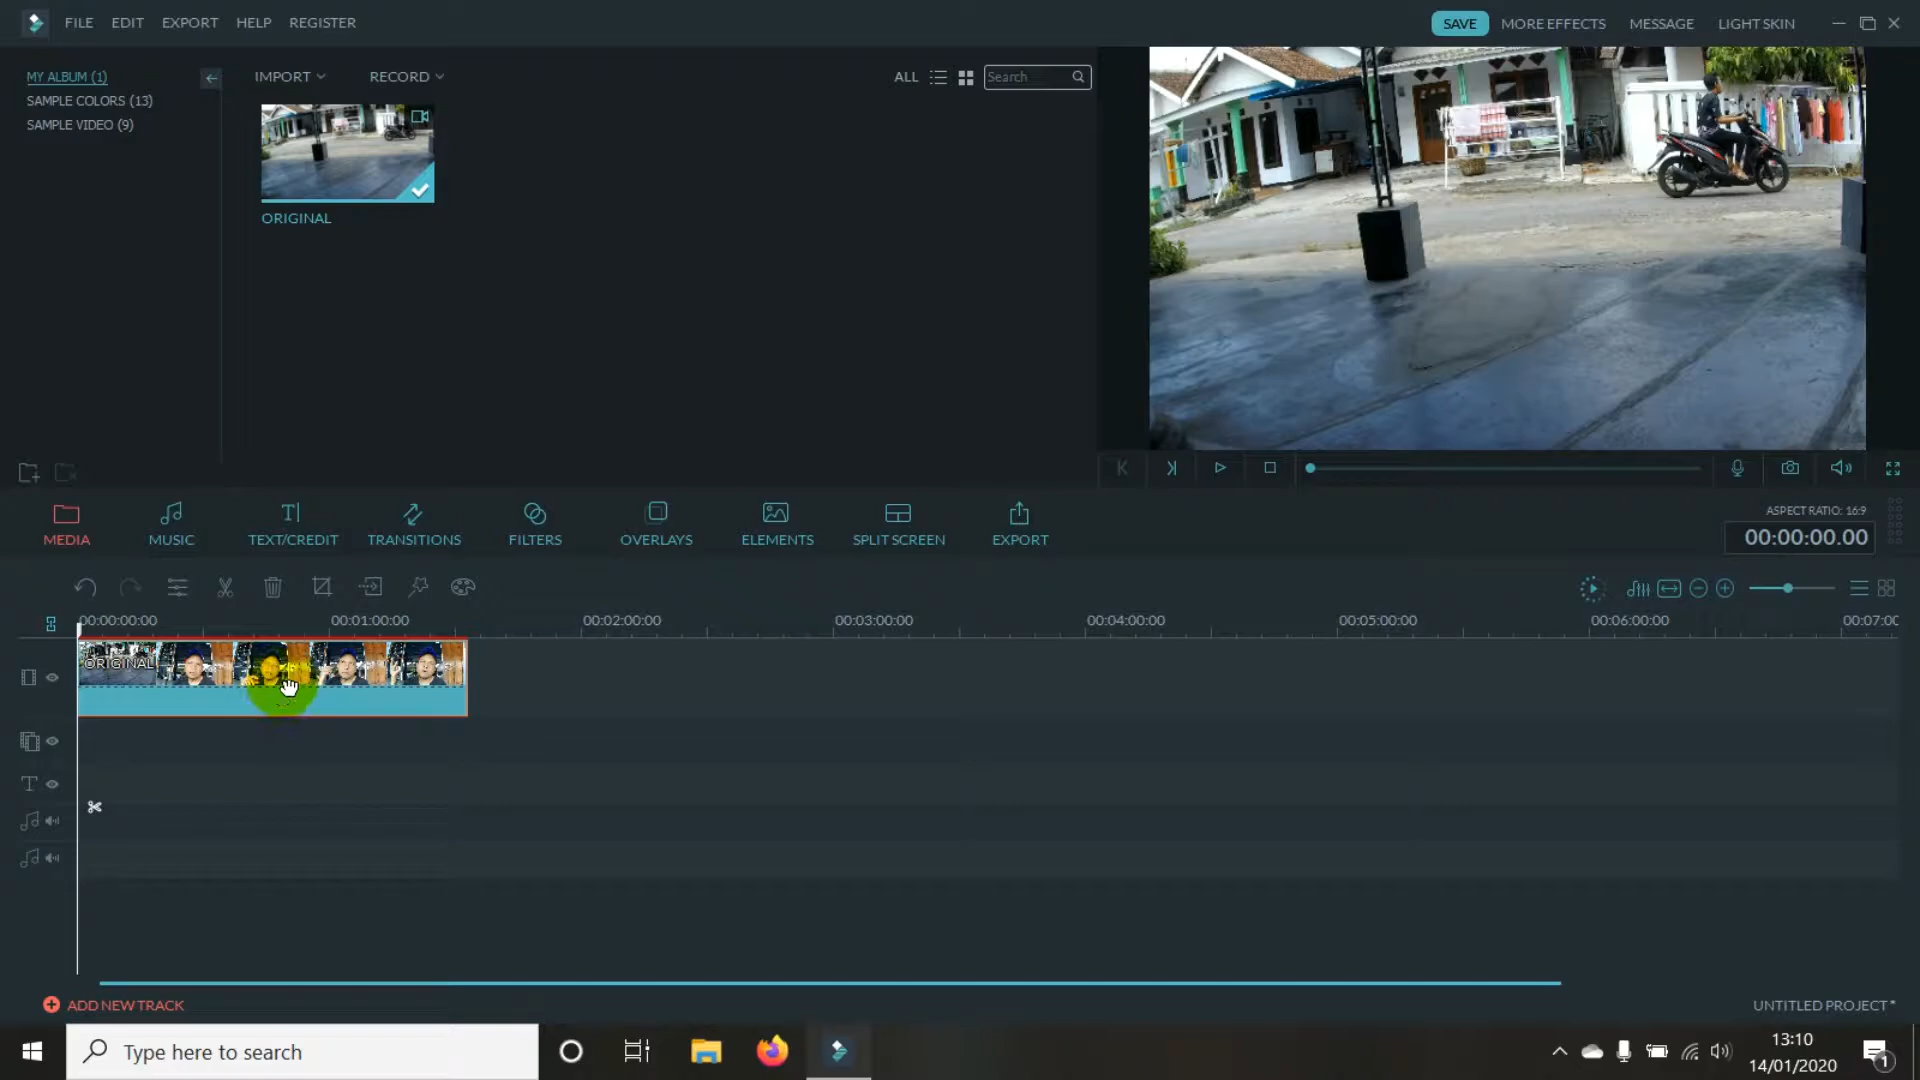 FILE EDIT EXPORT HELP REGISTER SAVE MORE EFFECTS MESSAGE LIGHT SKIN
MY ALBUM (1) IMPORT RECORD ALL Search
SAMPLE COLORS (13)
SAMPLE VIDEO (9)
ORIGINAL
MEDIA MUSIC TEXT/CREDIT TRANSITIONS FILTERS OVERLAYS ELEMENTS SPLIT SCREEN EXPORT
ASPECT RATIO: 16:9
00:00:00.00
00:00:00:00 00:01:00:00 00:02:00:00 00:03:00:00 00:04:00:00 00:05:00:00 00:06:00:00 00:07:00
ORIGINAL
ADD NEW TRACK UNTITLED PROJECT*
Type here to search
13:10
14/01/2020
1